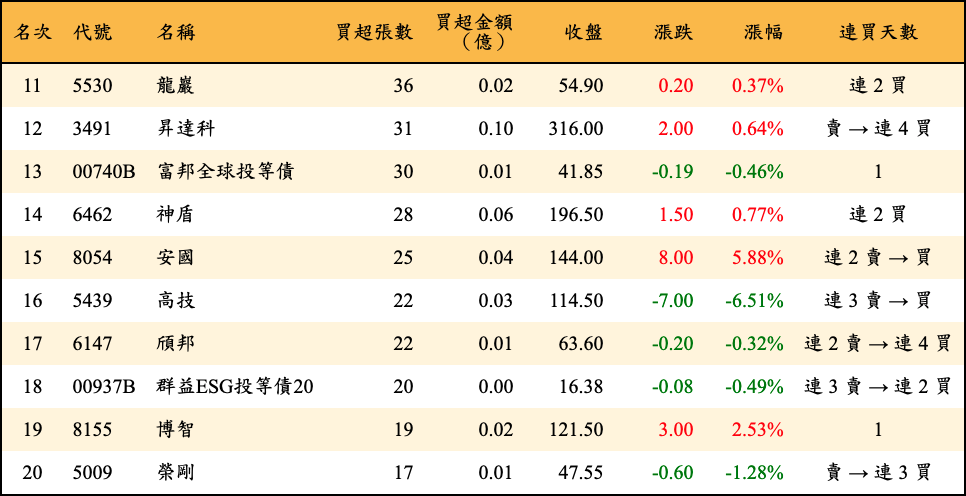 名次 代號 名稱 買超張數 買超金額（億） 收盤 漲跌 漲幅 連買天數
11 5530 龍巖 36 0.02 54.90 0.20 0.37% 連 2 買
12 3491 昇達科 31 0.10 316.00 2.00 0.64% 賣 → 連 4 買
13 00740B 富邦全球投等債 30 0.01 41.85 -0.19 -0.46% 1
14 6462 神盾 28 0.06 196.50 1.50 0.77% 連 2 買
15 8054 安國 25 0.04 144.00 8.00 5.88% 連 2 賣 → 買
16 5439 高技 22 0.03 114.50 -7.00 -6.51% 連 3 賣 → 買
17 6147 頎邦 22 0.01 63.60 -0.20 -0.32% 連 2 賣 → 連 4 買
18 00937B 群益ESG投等債20 20 0.00 16.38 -0.08 -0.49% 連 3 賣 → 連 2 買
19 8155 博智 19 0.02 121.50 3.00 2.53% 1
20 5009 榮剛 17 0.01 47.55 -0.60 -1.28% 賣 → 連 3 買